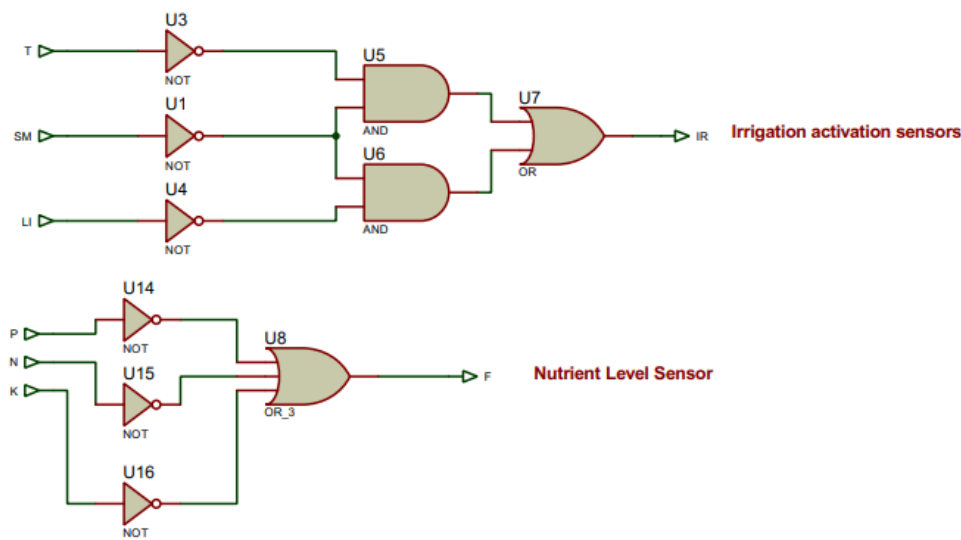 U3
T
NOT
U5
U1
U7
SM
IR
Irrigation activation sensors
AND
NOT
U6
OR
U4
LI
AND
NOT
U14
P
U8
NOT
N
U15
F
Nutrient Level Sensor
K
OR_3
NOT
U16
NOT